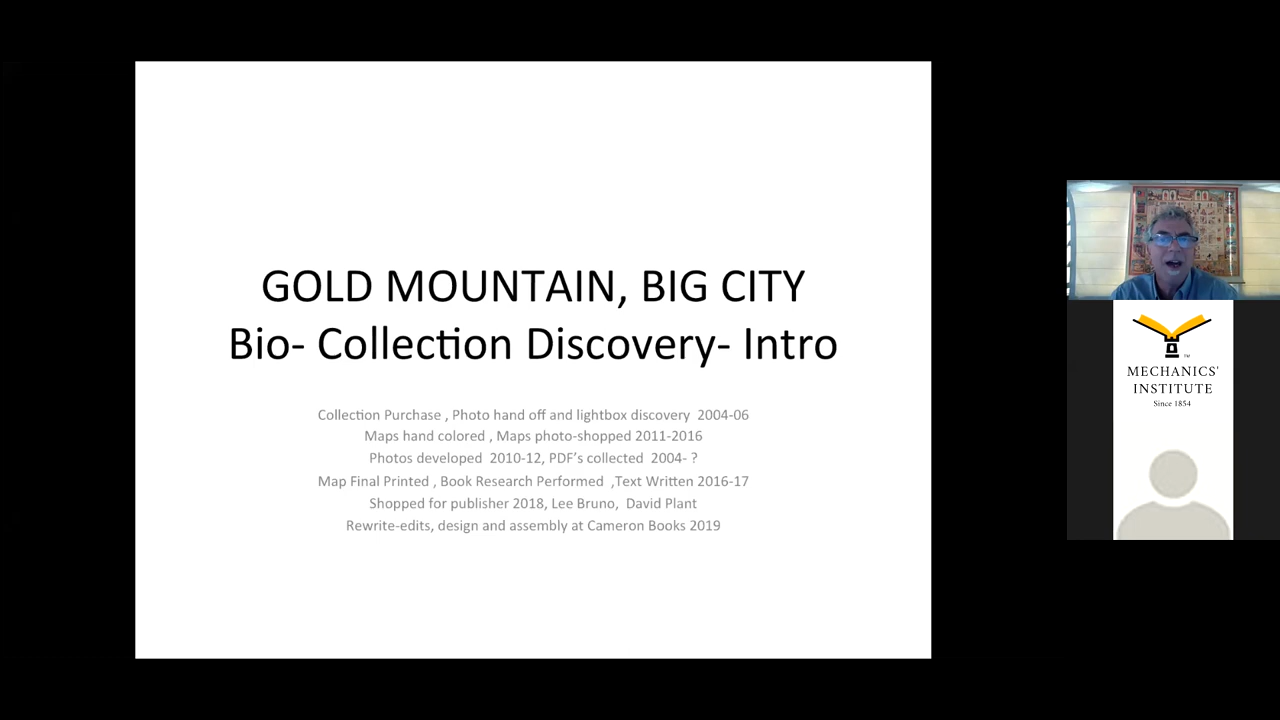 GOLD MOUNTAIN, BIG CITY
Bio- Collection Discovery- Intro
Collection Purchase , Photo hand off and lightbox discovery 2004-06
Maps hand colored , Maps photo-shopped 2011-2016
Photos developed 2010-12, PDF's collected 2004- ?
Map Final Printed , Book Research Performed ,Text Written 2016-17
Shopped for publisher 2018, Lee Bruno, David Plant
Rewrite-edits, design and assembly at Cameron Books 2019
TM
MECHANICS'
INSTITUTE
Since 1854